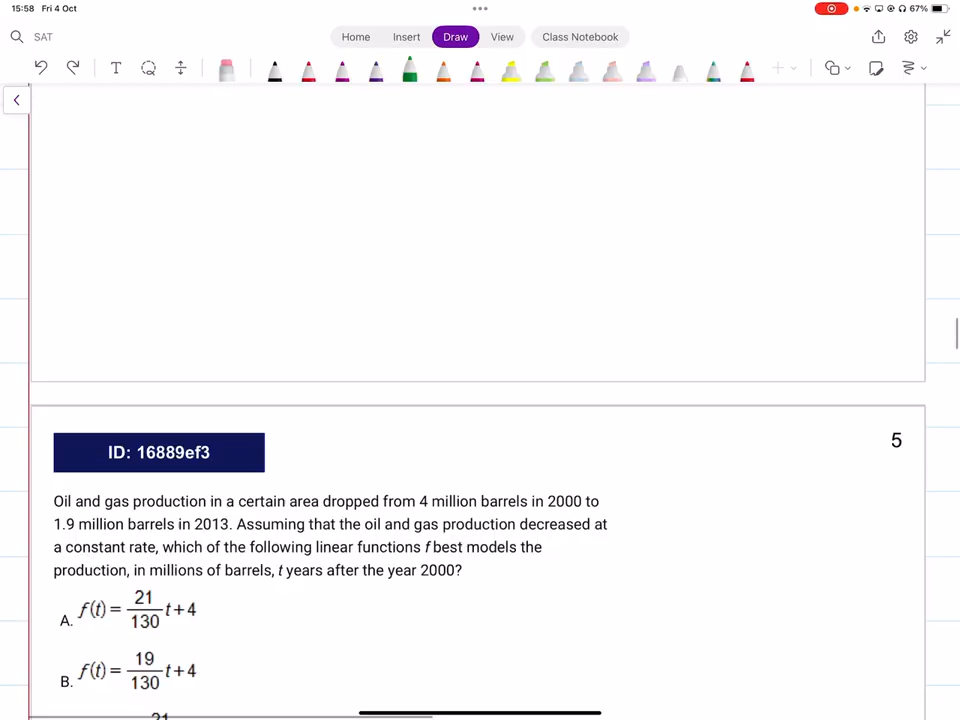 15:58 Fri 4 Oct
67%
SAT
Home Insert Draw View Class Notebook
T
5
ID: 16889ef3
Oil and gas production in a certain area dropped from 4 million barrels in 2000 to
1.9 million barrels in 2013. Assuming that the oil and gas production decreased at
a constant rate, which of the following linear functions f best models the
production, in millions of barrels, t years after the year 2000?
A. f(t) = 21/130 t + 4
B. f(t) = 19/130 t + 4
21